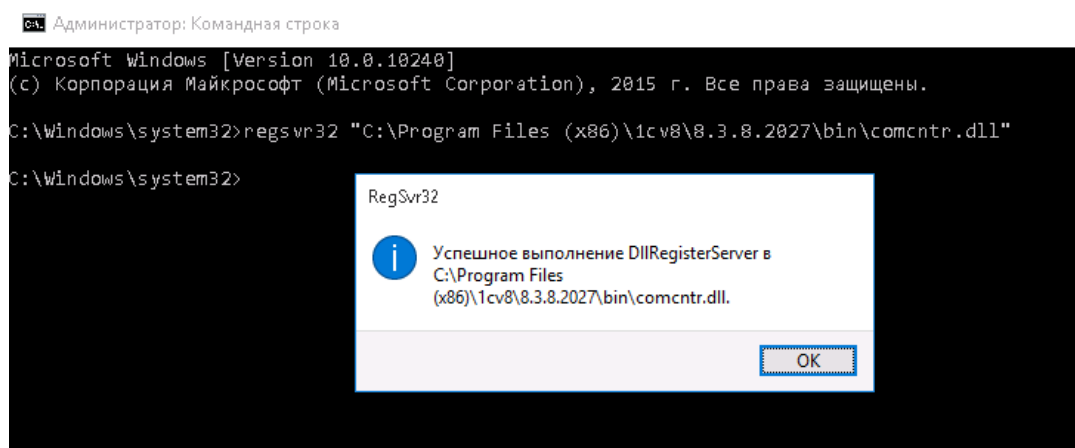 Администратор: Командная строка
Microsoft Windows [Version 10.0.10240]
(c) Корпорация Майкрософт (Microsoft Corporation), 2015 г. Все права защищены.
C:\Windows\system32>regsvr32 "C:\Program Files (x86)\1cv8\8.3.8.2027\bin\comcntr.dll"
C:\Windows\system32>
RegSvr32
Успешное выполнение DllRegisterServer в
C:\Program Files
(x86)\1cv8\8.3.8.2027\bin\comcntr.dll.
OK